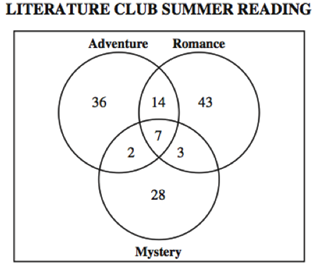 LITERATURE CLUB SUMMER READING
Adventure Romance
36 14 43
7
2 3
28
Mystery